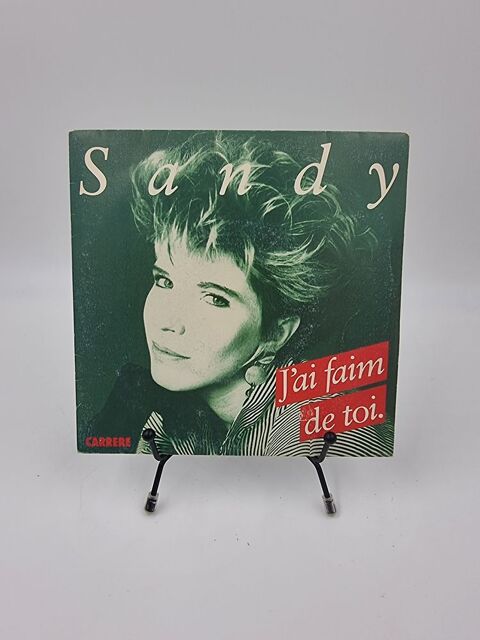 Sandy
J'ai faim
de toi.
CARRERE